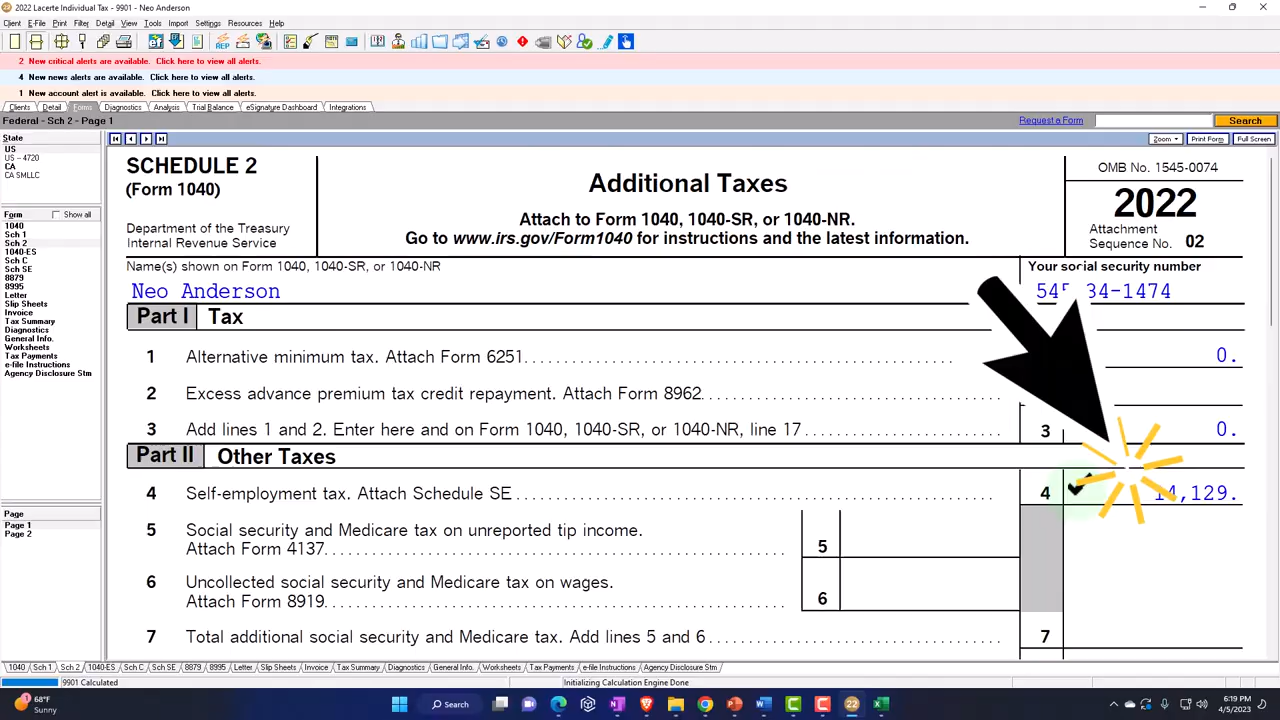 2022 Lacerte Individual Tax - 9901 - Neo Anderson
Client E-File Print Filter Detail View Tools Import Settings Resources Help
2 New critical alerts are available. Click here to view all alerts.
4 New news alerts are available. Click here to view all alerts.
1 New account alert is available. Click here to view all alerts.
Clients Detail Forms Diagnostics Analysis Trial Balance eSignature Dashboard Integrations
Federal - Sch 2 - Page 1 Request a Form Search
Zoom Print Form Full Screen
State
US
US – 4720
CA
CA SMLLC
Form Show all
1040
Sch 1
Sch 2
1040-ES
Sch C
Sch SE
8879
8995
Letter
Slip Sheets
Invoice
Tax Summary
Diagnostics
General Info.
Worksheets
Tax Payments
e-file Instructions
Agency Disclosure Stm
Page
Page 1
Page 2
SCHEDULE 2
(Form 1040)
Department of the Treasury
Internal Revenue Service
Additional Taxes
Attach to Form 1040, 1040-SR, or 1040-NR.
Go to www.irs.gov/Form1040 for instructions and the latest information.
OMB No. 1545-0074
2022
Attachment
Sequence No. 02
Name(s) shown on Form 1040, 1040-SR, or 1040-NR Your social security number
Neo Anderson 34-1474
Part I Tax
1 Alternative minimum tax. Attach Form 6251 0.
2 Excess advance premium tax credit repayment. Attach Form 8962
3 Add lines 1 and 2. Enter here and on Form 1040, 1040-SR, or 1040-NR, line 17 3 0.
Part II Other Taxes
4 Self-employment tax. Attach Schedule SE 4 14,129.
5 Social security and Medicare tax on unreported tip income.
Attach Form 4137 5
6 Uncollected social security and Medicare tax on wages.
Attach Form 8919 6
7 Total additional social security and Medicare tax. Add lines 5 and 6 7
1040 Sch 1 Sch 2 1040-ES Sch C Sch SE 8879 8995 Letter Slip Sheets Invoice Tax Summary Diagnostics General Info. Worksheets Tax Payments e-file Instructions Agency Disclosure Stm
9901 Calculated Initializing Calculation Engine Done
68°F
Sunny
Search
6:19 PM
4/5/2023